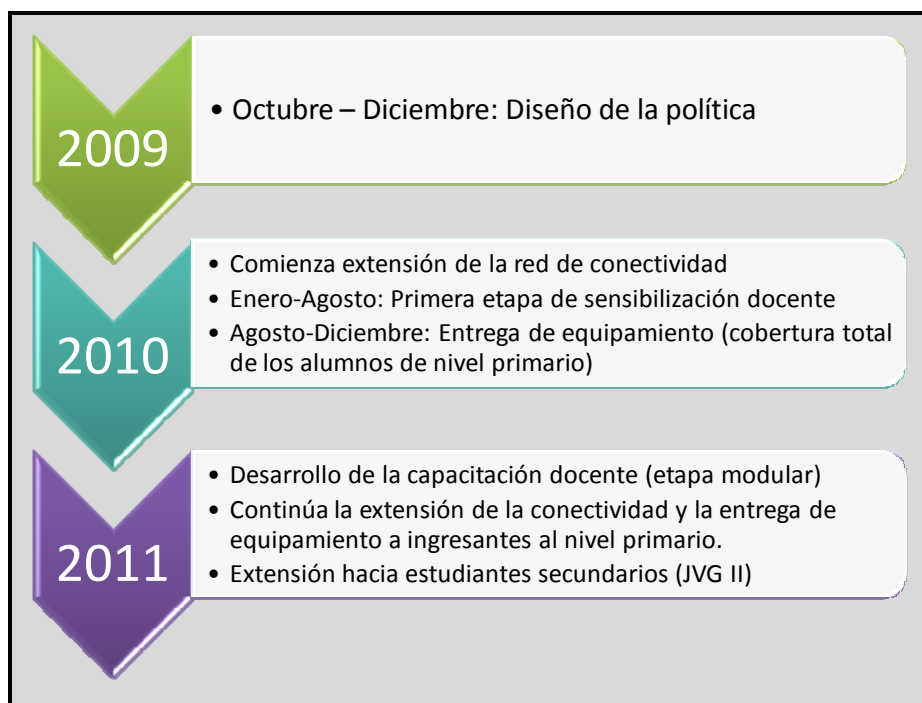 2009
• Octubre – Diciembre: Diseño de la política
2010
• Comienza extensión de la red de conectividad
• Enero-Agosto: Primera etapa de sensibilización docente
• Agosto-Diciembre: Entrega de equipamiento (cobertura total
de los alumnos de nivel primario)
2011
• Desarrollo de la capacitación docente (etapa modular)
• Continúa la extensión de la conectividad y la entrega de
equipamiento a ingresantes al nivel primario.
• Extensión hacia estudiantes secundarios (JVG II)